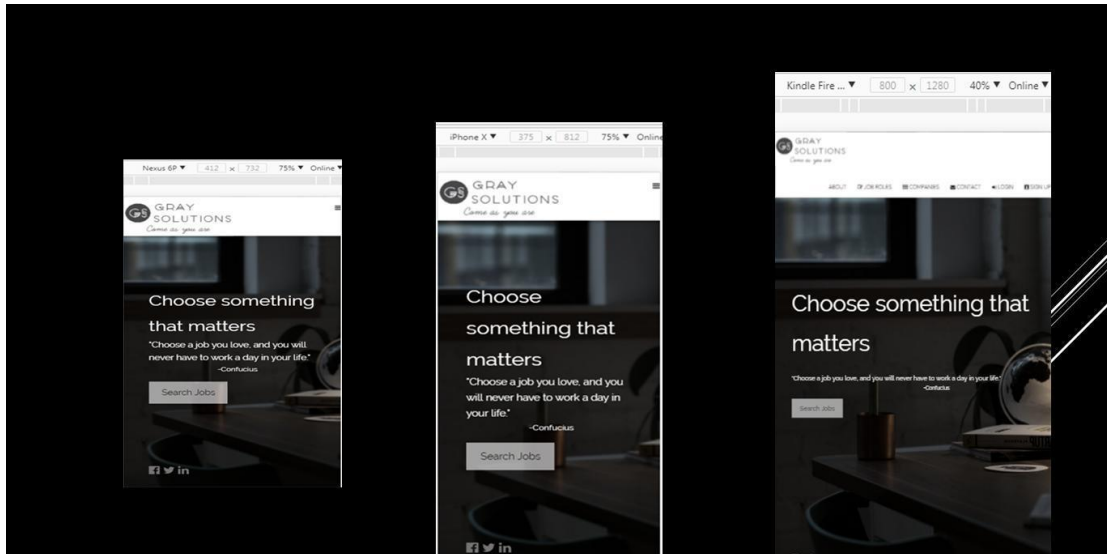 Nexus 6P ▼ 412 x 732 75% ▼ Online ▼
GS GRAY
SOLUTIONS
Come as you are
Choose something
that matters
"Choose a job you love, and you will
never have to work a day in your life."
-Confucius
Search Jobs
iPhone X ▼ 375 x 812 75% ▼ Online
GS GRAY
SOLUTIONS
Come as you are
Choose
something that
matters
"Choose a job you love, and you
will never have to work a day in
your life."
-Confucius
Search Jobs
Kindle Fire ... ▼ 800 x 1280 40% ▼ Online ▼
GS GRAY
SOLUTIONS
Come as you are
ABOUT JOB ROLES COMPANIES CONTACT LOGIN SIGN UP
Choose something that
matters
"Choose a job you love, and you will never have to work a day in your life."
-Confucius
Search Jobs